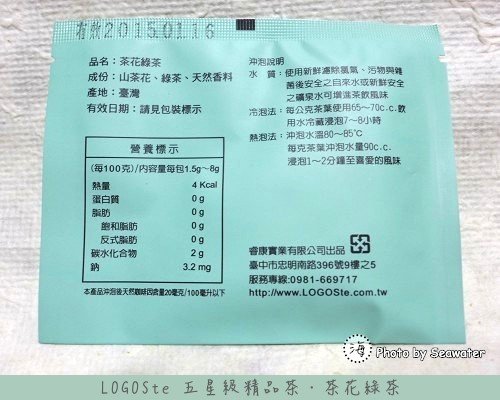 有效2015.01.16
品名：茶花綠茶
成份：山茶花、綠茶、天然香料
產地：臺灣
有效日期：請見包裝標示
營養標示
(每100克)/內容量每包1.5g~8g
熱量 4 Kcal
蛋白質 0 g
脂肪 0 g
飽和脂肪 0 g
反式脂肪 0 g
碳水化合物 2 g
鈉 3.2 mg
本產品沖泡後天然咖啡因含量20毫克/100毫升以下
沖泡說明
水 質：使用新鮮濾除氯氣、污物與雜
菌後安全之自來水或新鮮安全
之礦泉水可增進茶飲風味
冷泡法：每公克茶葉使用65~70c.c.飲
用水冷藏浸泡7~8小時
熱泡法：沖泡水溫80~85°C
每克茶葉沖泡水量90c.c.
浸泡1~2分鐘至喜愛的風味
睿康實業有限公司出品
臺中市忠明南路396號9樓之5
服務專線:0981-669717
http://www.LOGOSte.com.tw
海 Photo by Seawater
LOGOSte 五星級精品茶．茶花綠茶